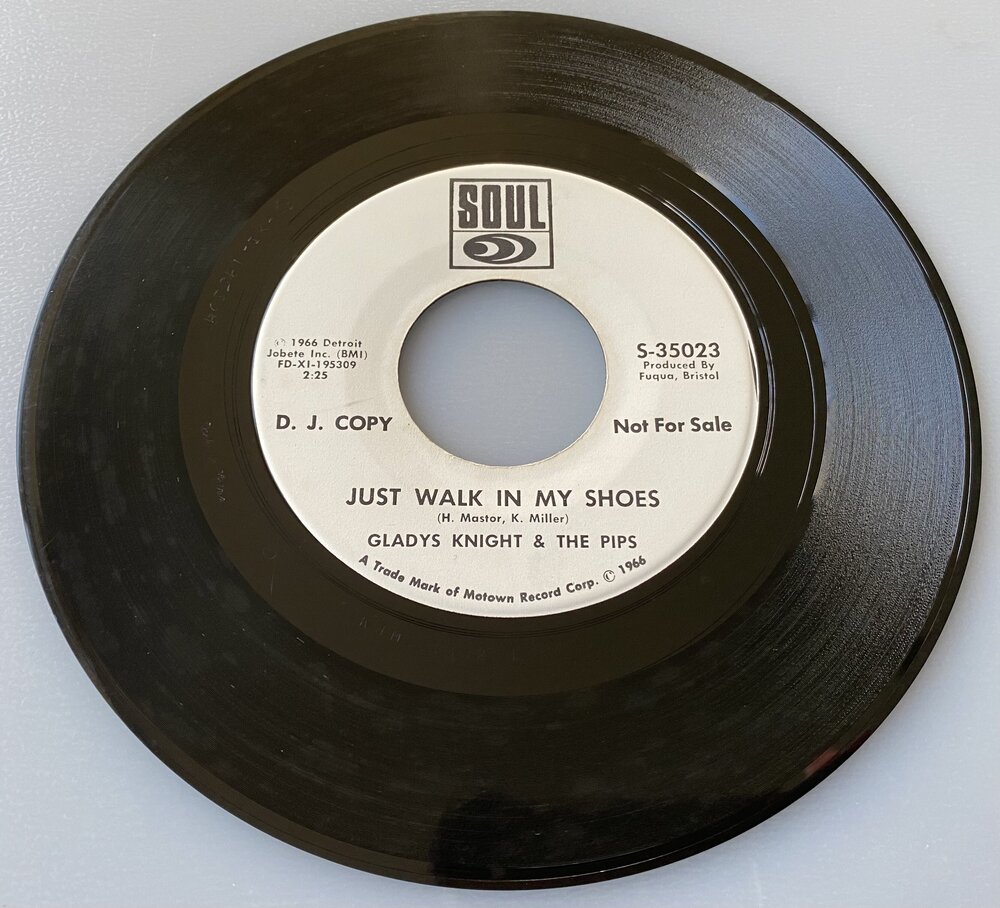 SOUL
℗ 1966 Detroit
Jobete Inc. (BMI)
FD-XI-195309
2:25
S-35023
Produced By
Fuqua, Bristol
D. J. COPY
Not For Sale
JUST WALK IN MY SHOES
(H. Mastor, K. Miller)
GLADYS KNIGHT & THE PIPS
A Trade Mark of Motown Record Corp. © 1966